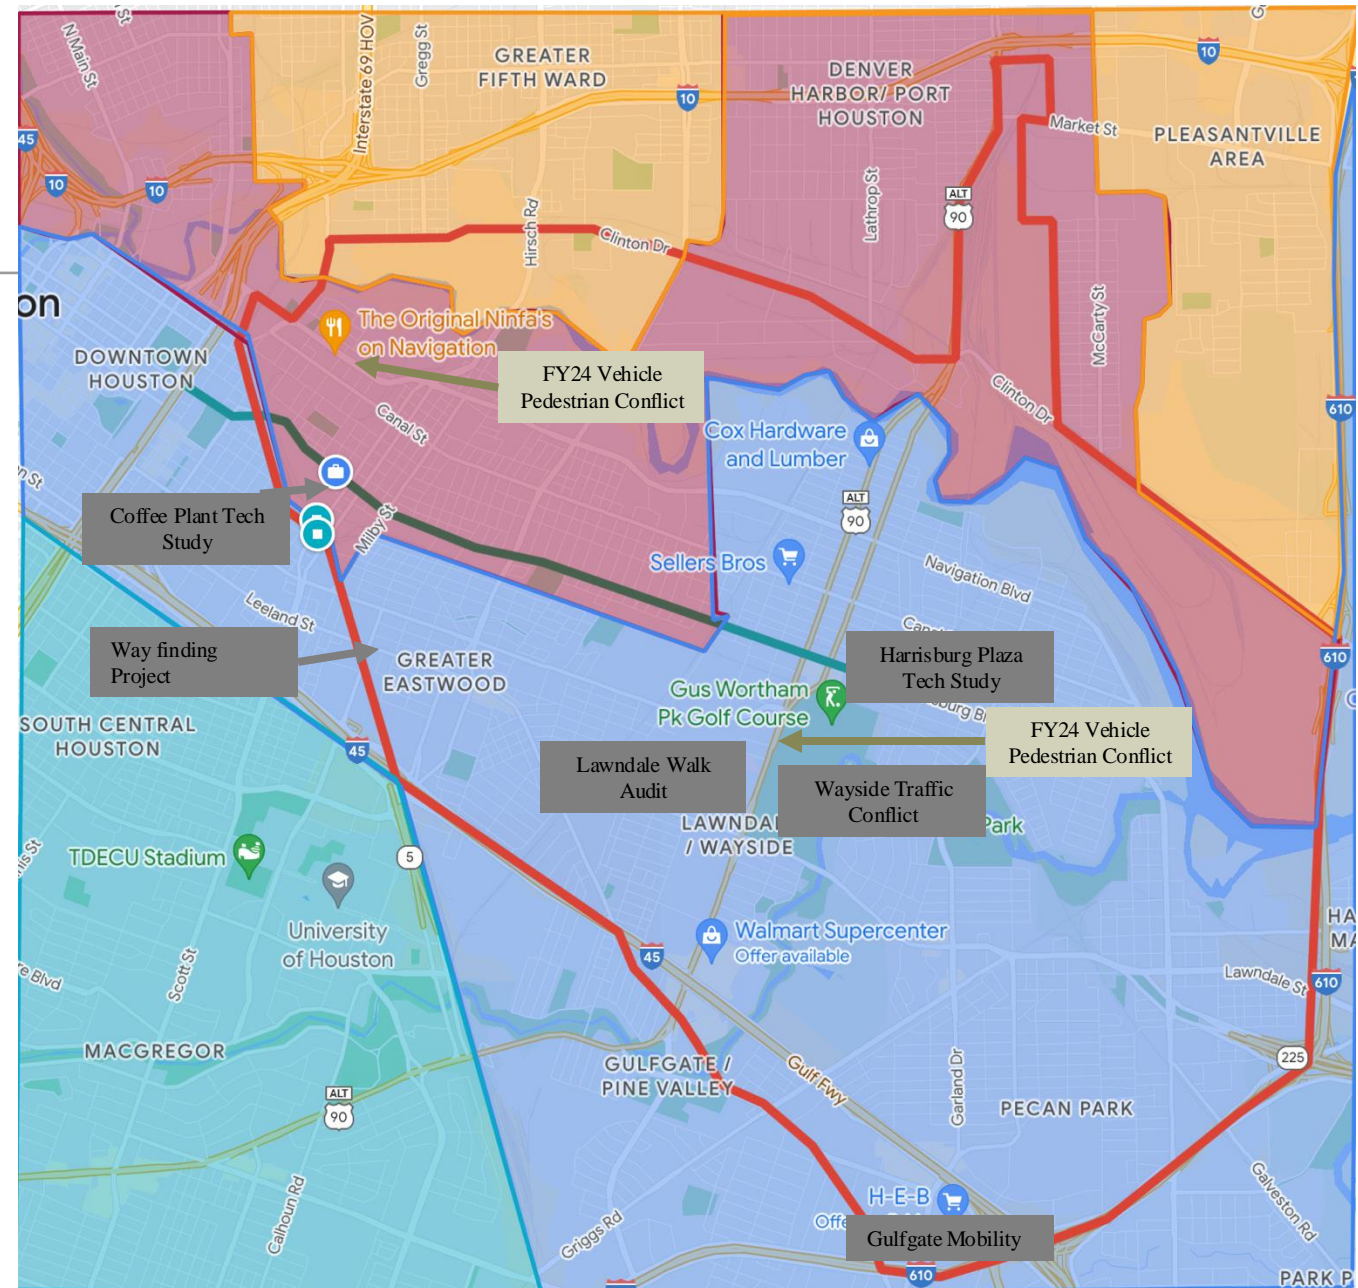 N Main St
St
Interstate 69 HOV
Gregg St
GREATER
FIFTH WARD
10
DENVER
HARBOR/ PORT
HOUSTON
10
Market St
PLEASANTVILLE
AREA
45
10
10
Hirsch Rd
Lathrop St
ALT
90
Clinton Dr
McCarty St
on
The Original Ninfa's
on Navigation
DOWNTOWN
HOUSTON
FY24 Vehicle
Pedestrian Conflict
Clinton Dr
610
Canal St
Cox Hardware
and Lumber
ALT
90
Coffee Plant Tech
Study
Milby St
Sellers Bros
Navigation Blvd
Leeland St
Way finding
Project
GREATER
EASTWOOD
Harrisburg Plaza
Tech Study
610
Gus Wortham
Pk Golf Course
SOUTH CENTRAL
HOUSTON
45
FY24 Vehicle
Pedestrian Conflict
Lawndale Walk
Audit
Wayside Traffic
Conflict
LAWNDA
/ WAYSIDE
Park
TDECU Stadium
5
University
of Houston
Walmart Supercenter
Offer available
45
Scott St
e Blvd
Lawndale St
610
HA
MA
MACGREGOR
GULFGATE /
PINE VALLEY
Gulf Fwy
225
ALT
90
Garland Dr
PECAN PARK
Calhoun Rd
Griggs Rd
H-E-B
Offe
Gulfgate Mobility
Galveston Rd
610
PARK P